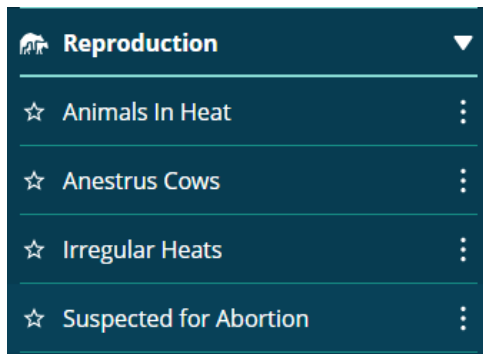 Reproduction
Animals In Heat
Anestrus Cows
Irregular Heats
Suspected for Abortion